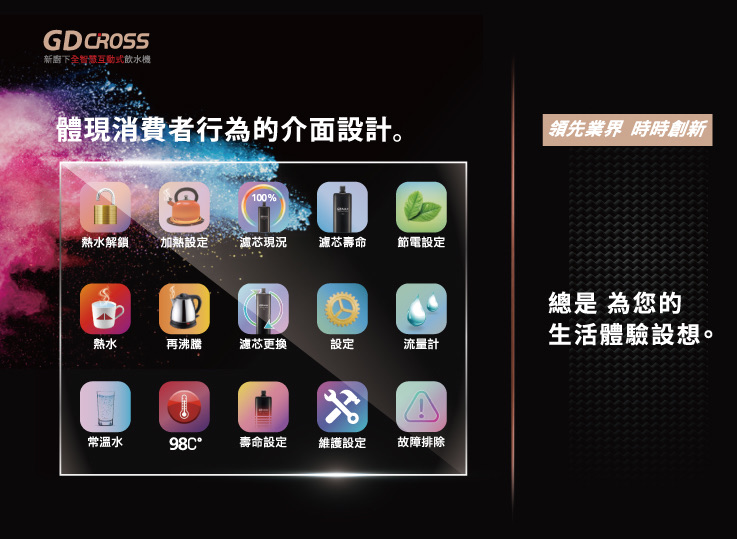 GD CROSS
新廚下全智慧互動式飲水機
體現消費者行為的介面設計。
100%
熱水解鎖 加熱設定 濾芯現況 濾芯壽命 節電設定
熱水 再沸騰 濾芯更換 設定 流量計
常溫水 98C° 壽命設定 維護設定 故障排除
領先業界 時時創新
總是 為您的
生活體驗設想。